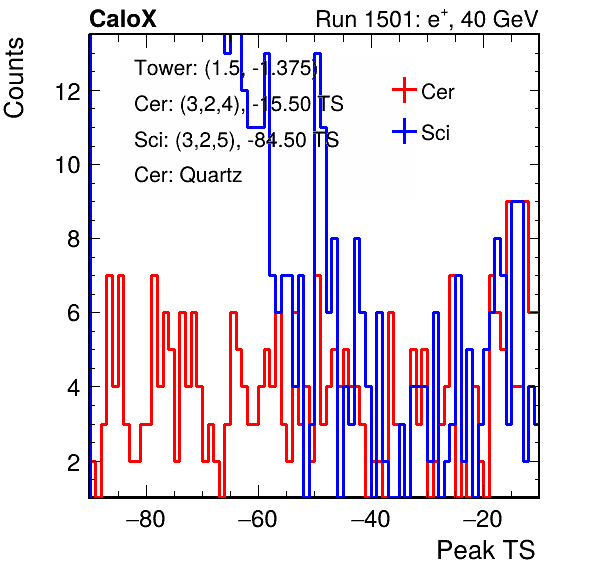 CaloX Run 1501: e⁺, 40 GeV
Counts
Tower: (1.5, -1.375)
Cer: (3,2,4), -15.50 TS
Sci: (3,2,5), -84.50 TS
Cer: Quartz
Cer
Sci
12
10
8
6
4
2
−80 −60 −40 −20
Peak TS